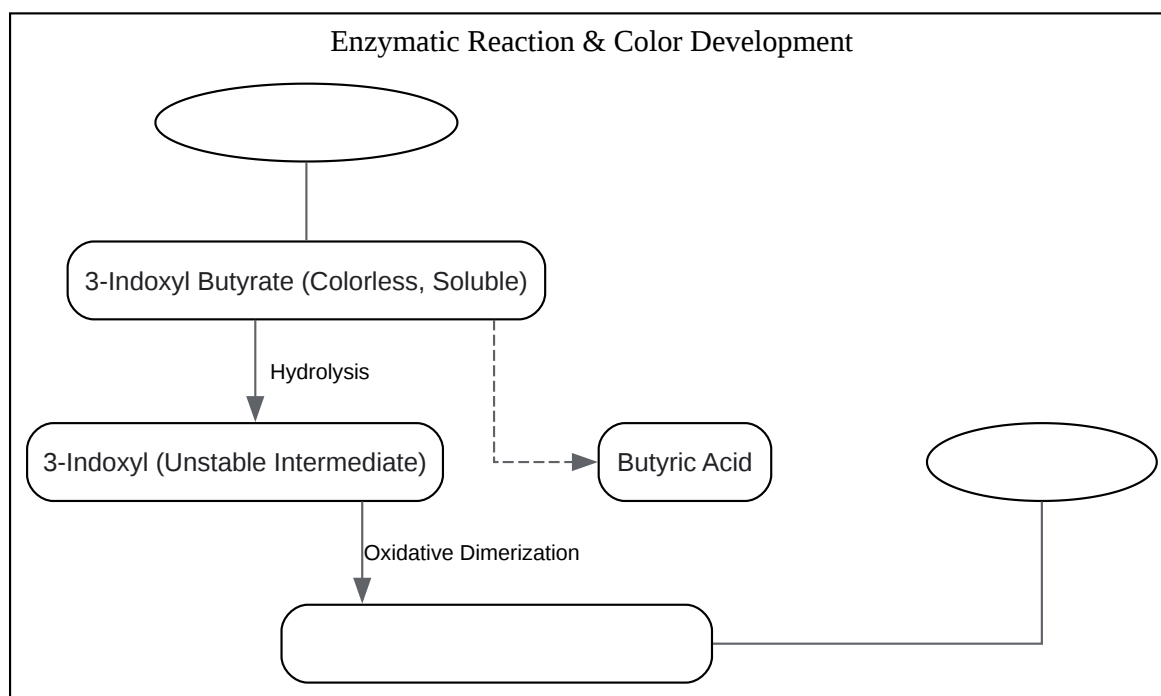 Enzymatic Reaction & Color Development
3-Indoxyl Butyrate (Colorless, Soluble)
Hydrolysis
3-Indoxyl (Unstable Intermediate)
Butyric Acid
Oxidative Dimerization